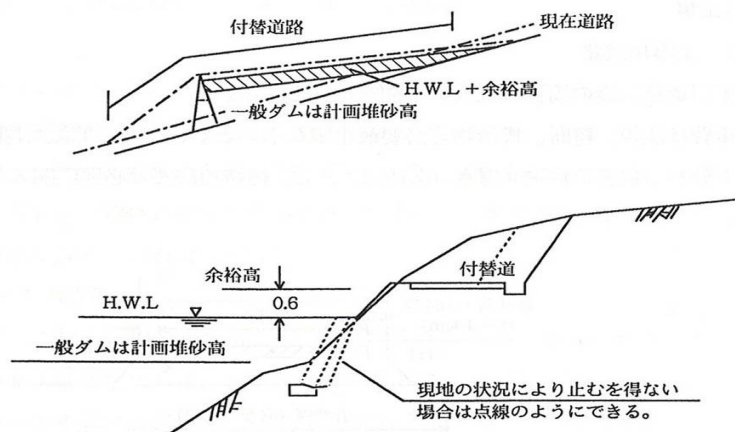 付替道路
現在道路
H.W.L＋余裕高
一般ダムは計画堆砂高
余裕高
付替道
H.W.L
0.6
一般ダムは計画堆砂高
現地の状況により止むを得ない
場合は点線のようにできる。